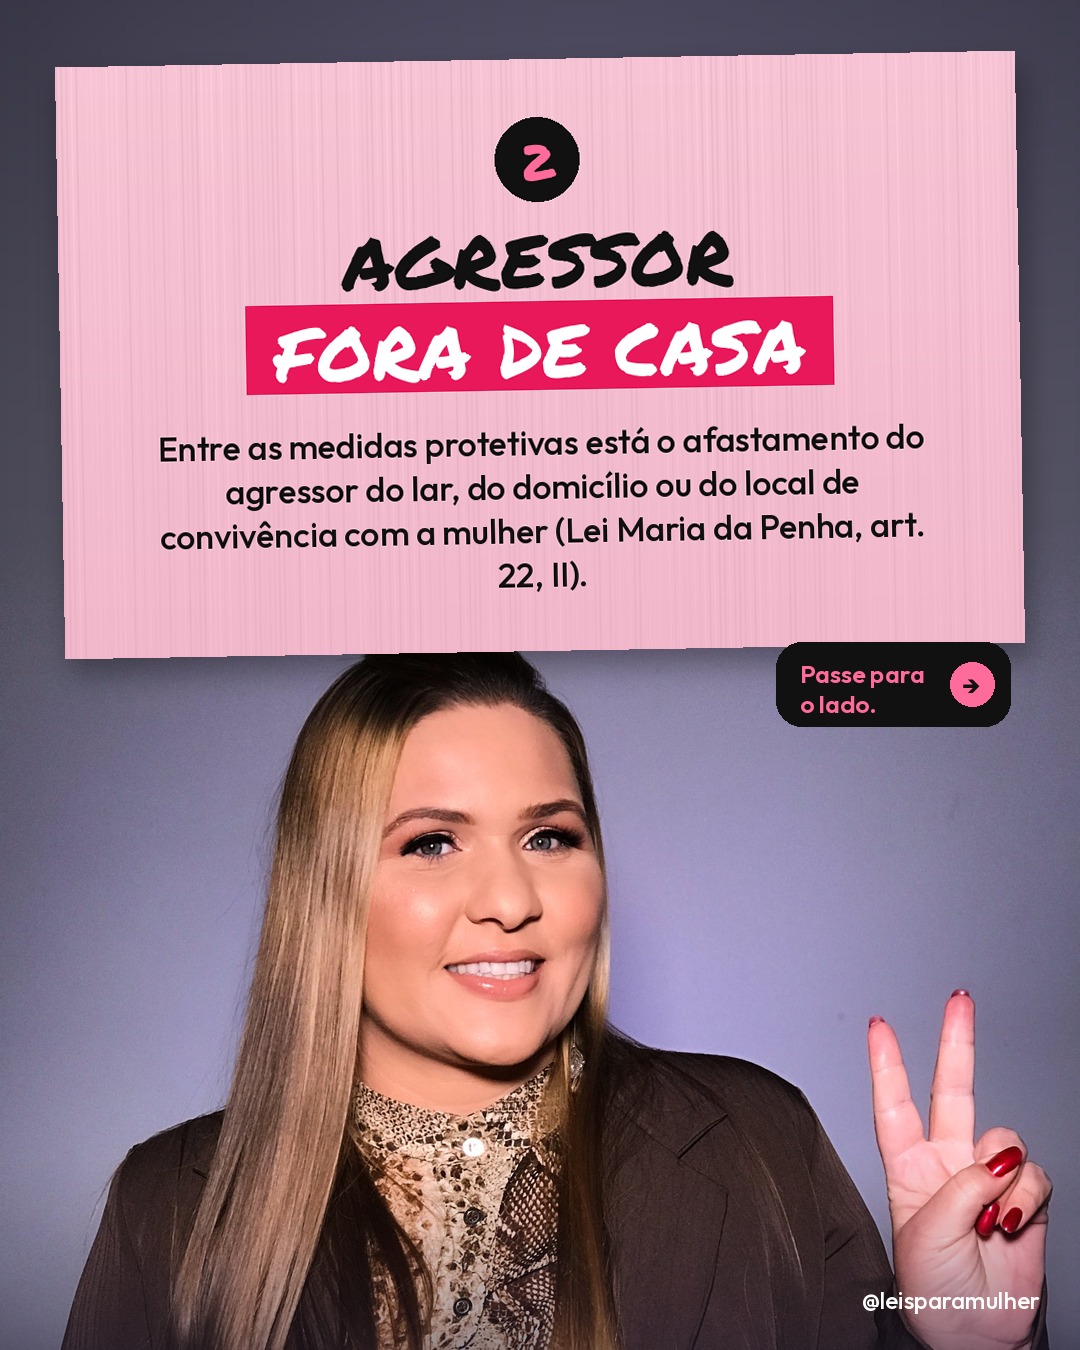 2
AGRESSOR
FORA DE CASA
Entre as medidas protetivas está o afastamento do
agressor do lar, do domicílio ou do local de
convivência com a mulher (Lei Maria da Penha, art.
22, II).
Passe para
o lado.
@leisparamulher